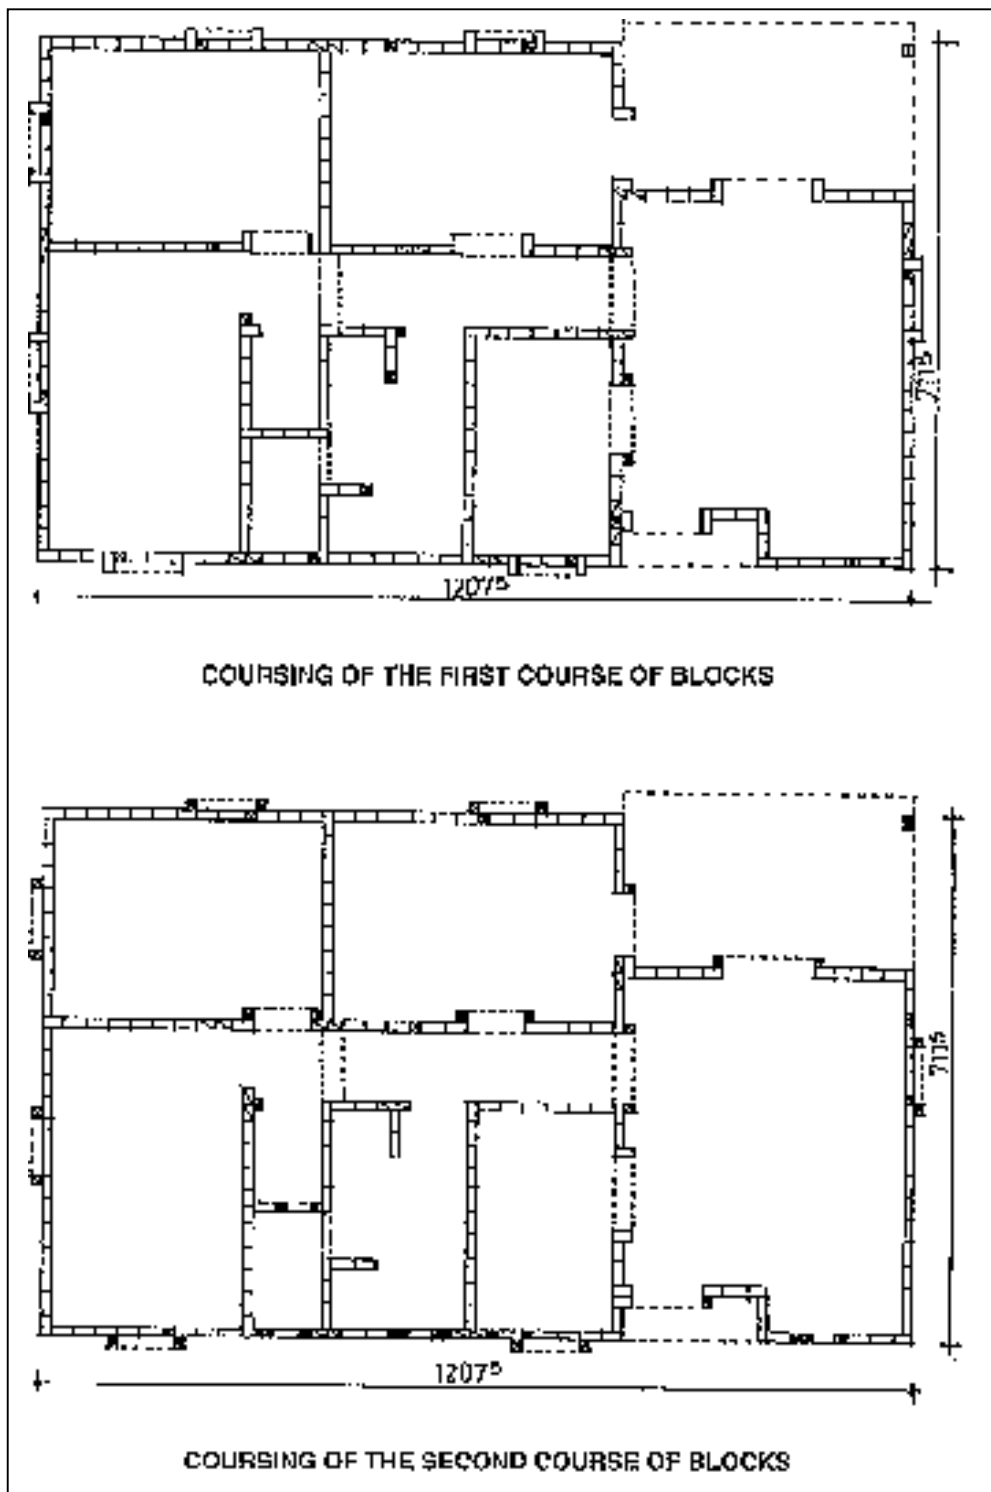 711⁵
1207⁵
COURSING OF THE FIRST COURSE OF BLOCKS
711⁵
1207⁵
COURSING OF THE SECOND COURSE OF BLOCKS